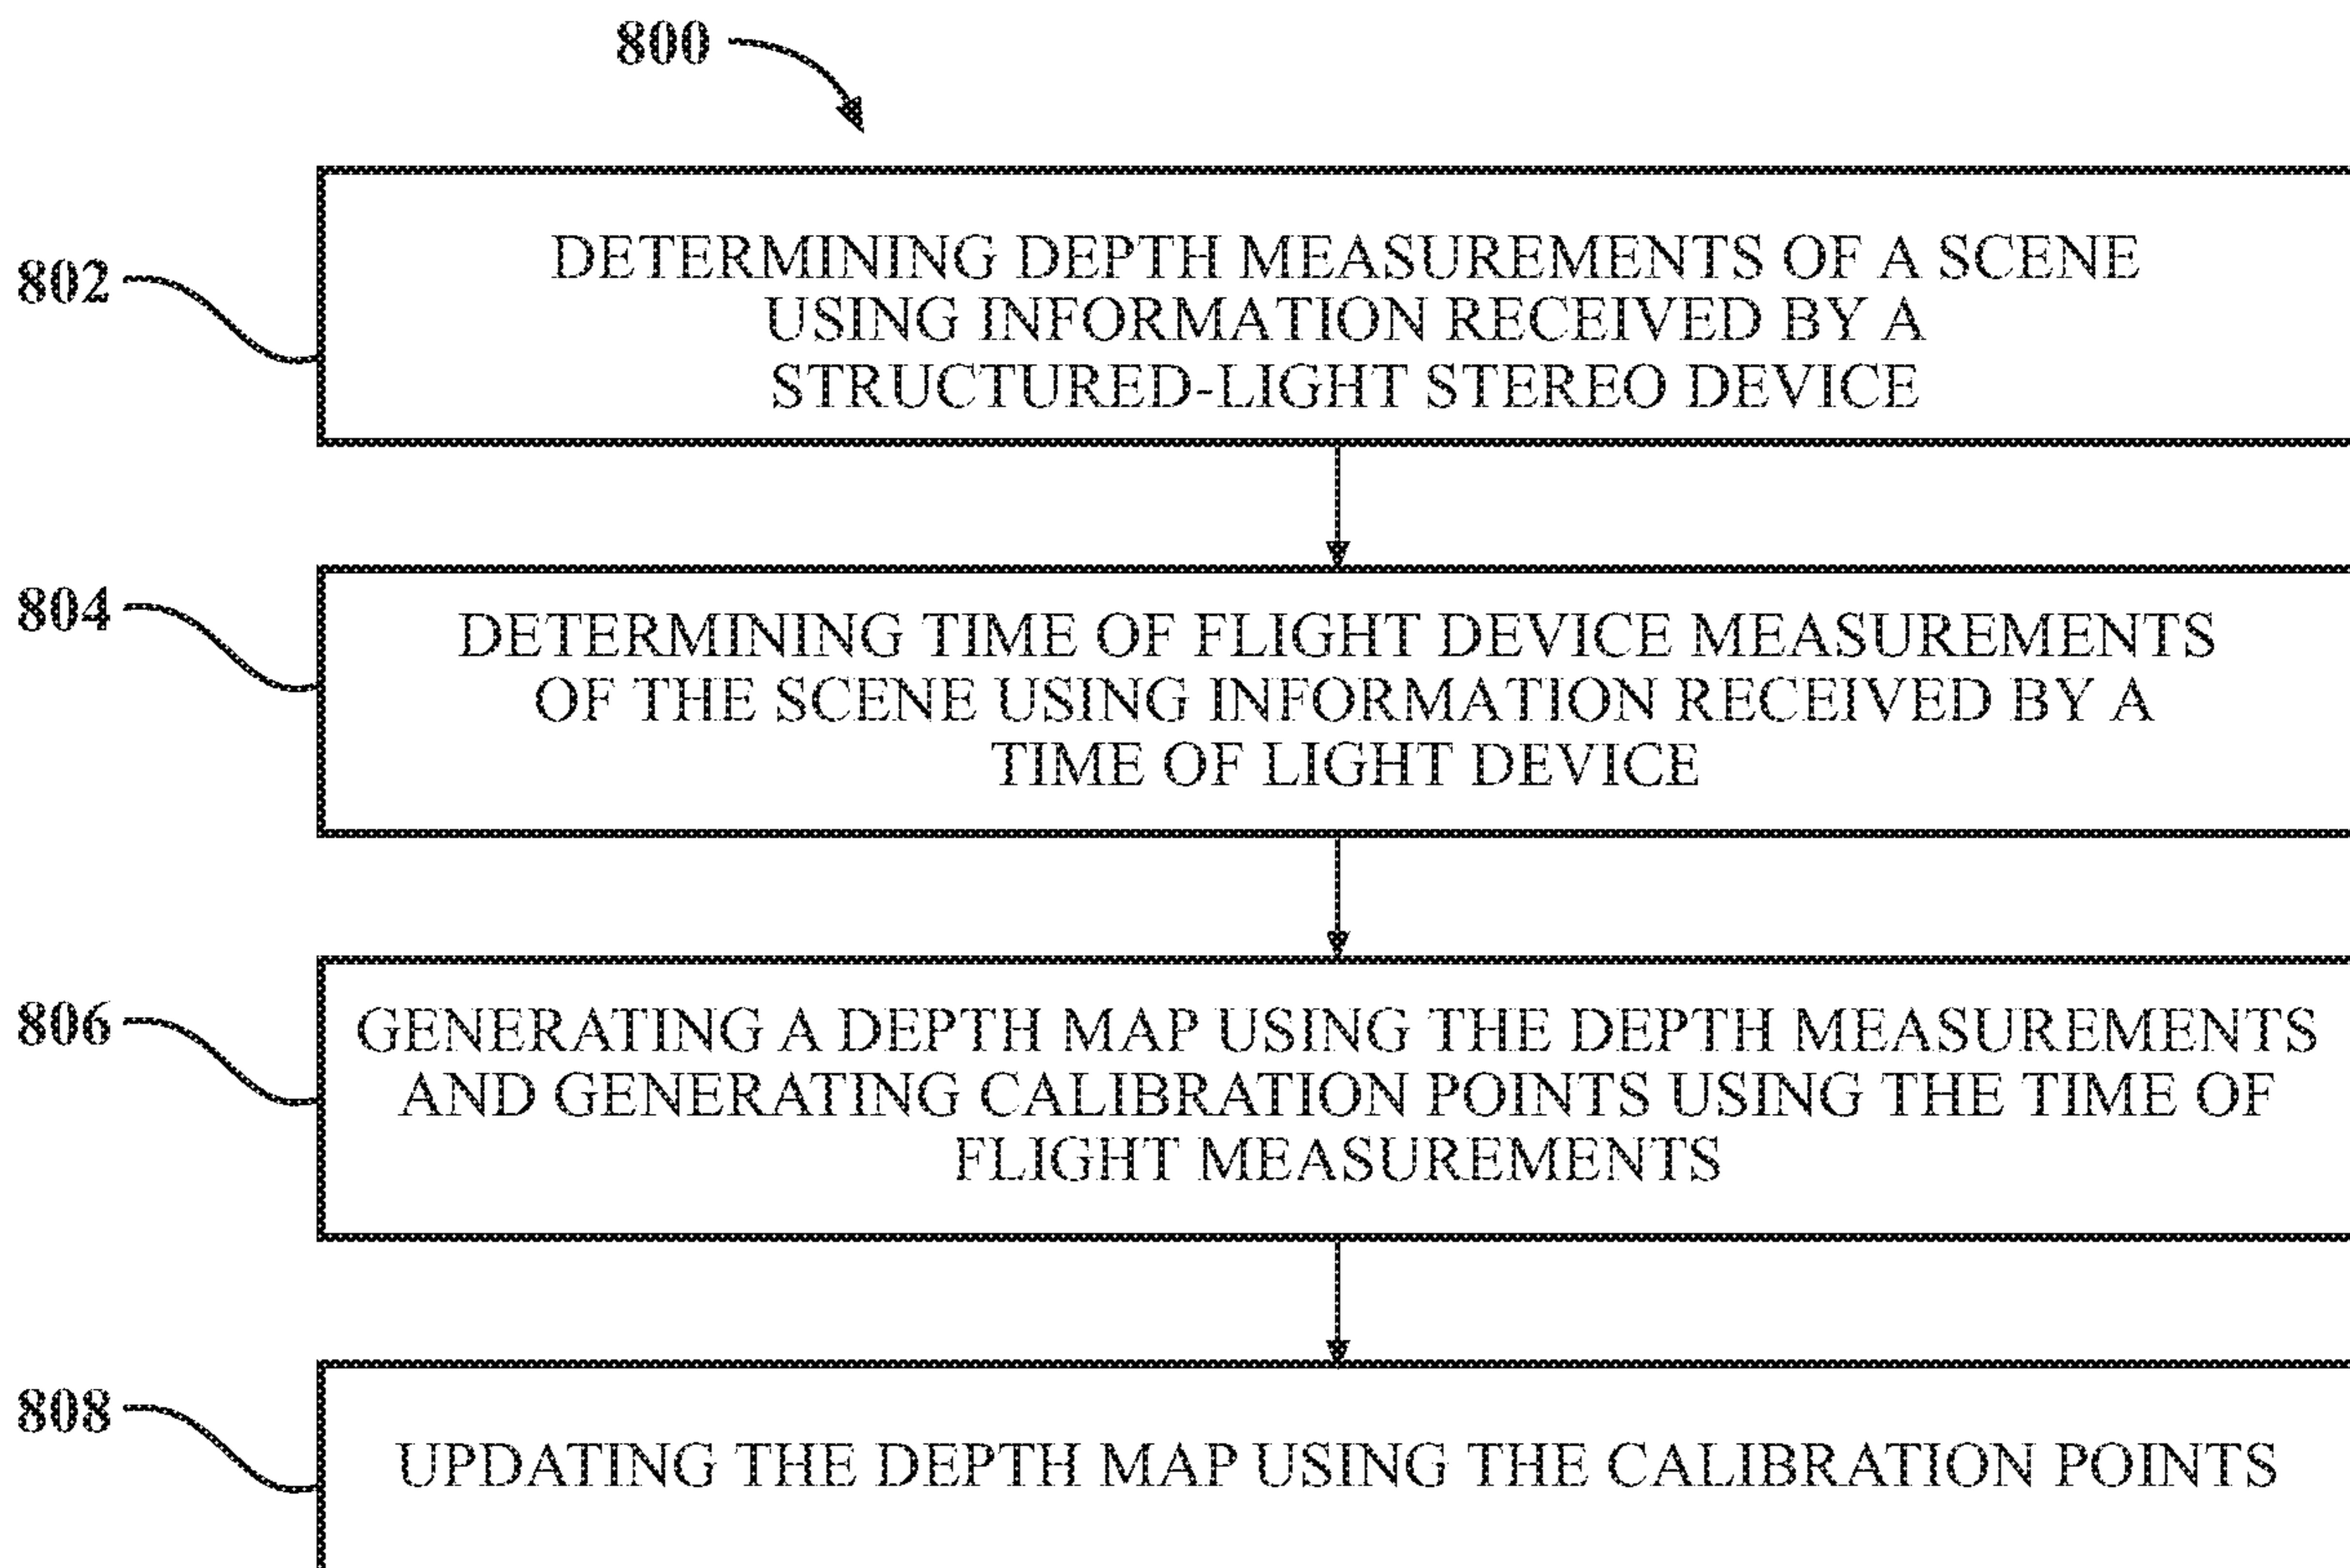 800
802
DETERMINING DEPTH MEASUREMENTS OF A SCENE
USING INFORMATION RECEIVED BY A
STRUCTURED-LIGHT STEREO DEVICE
804
DETERMINING TIME OF FLIGHT DEVICE MEASUREMENTS
OF THE SCENE USING INFORMATION RECEIVED BY A
TIME OF LIGHT DEVICE
806
GENERATING A DEPTH MAP USING THE DEPTH MEASUREMENTS
AND GENERATING CALIBRATION POINTS USING THE TIME OF
FLIGHT MEASUREMENTS
808
UPDATING THE DEPTH MAP USING THE CALIBRATION POINTS